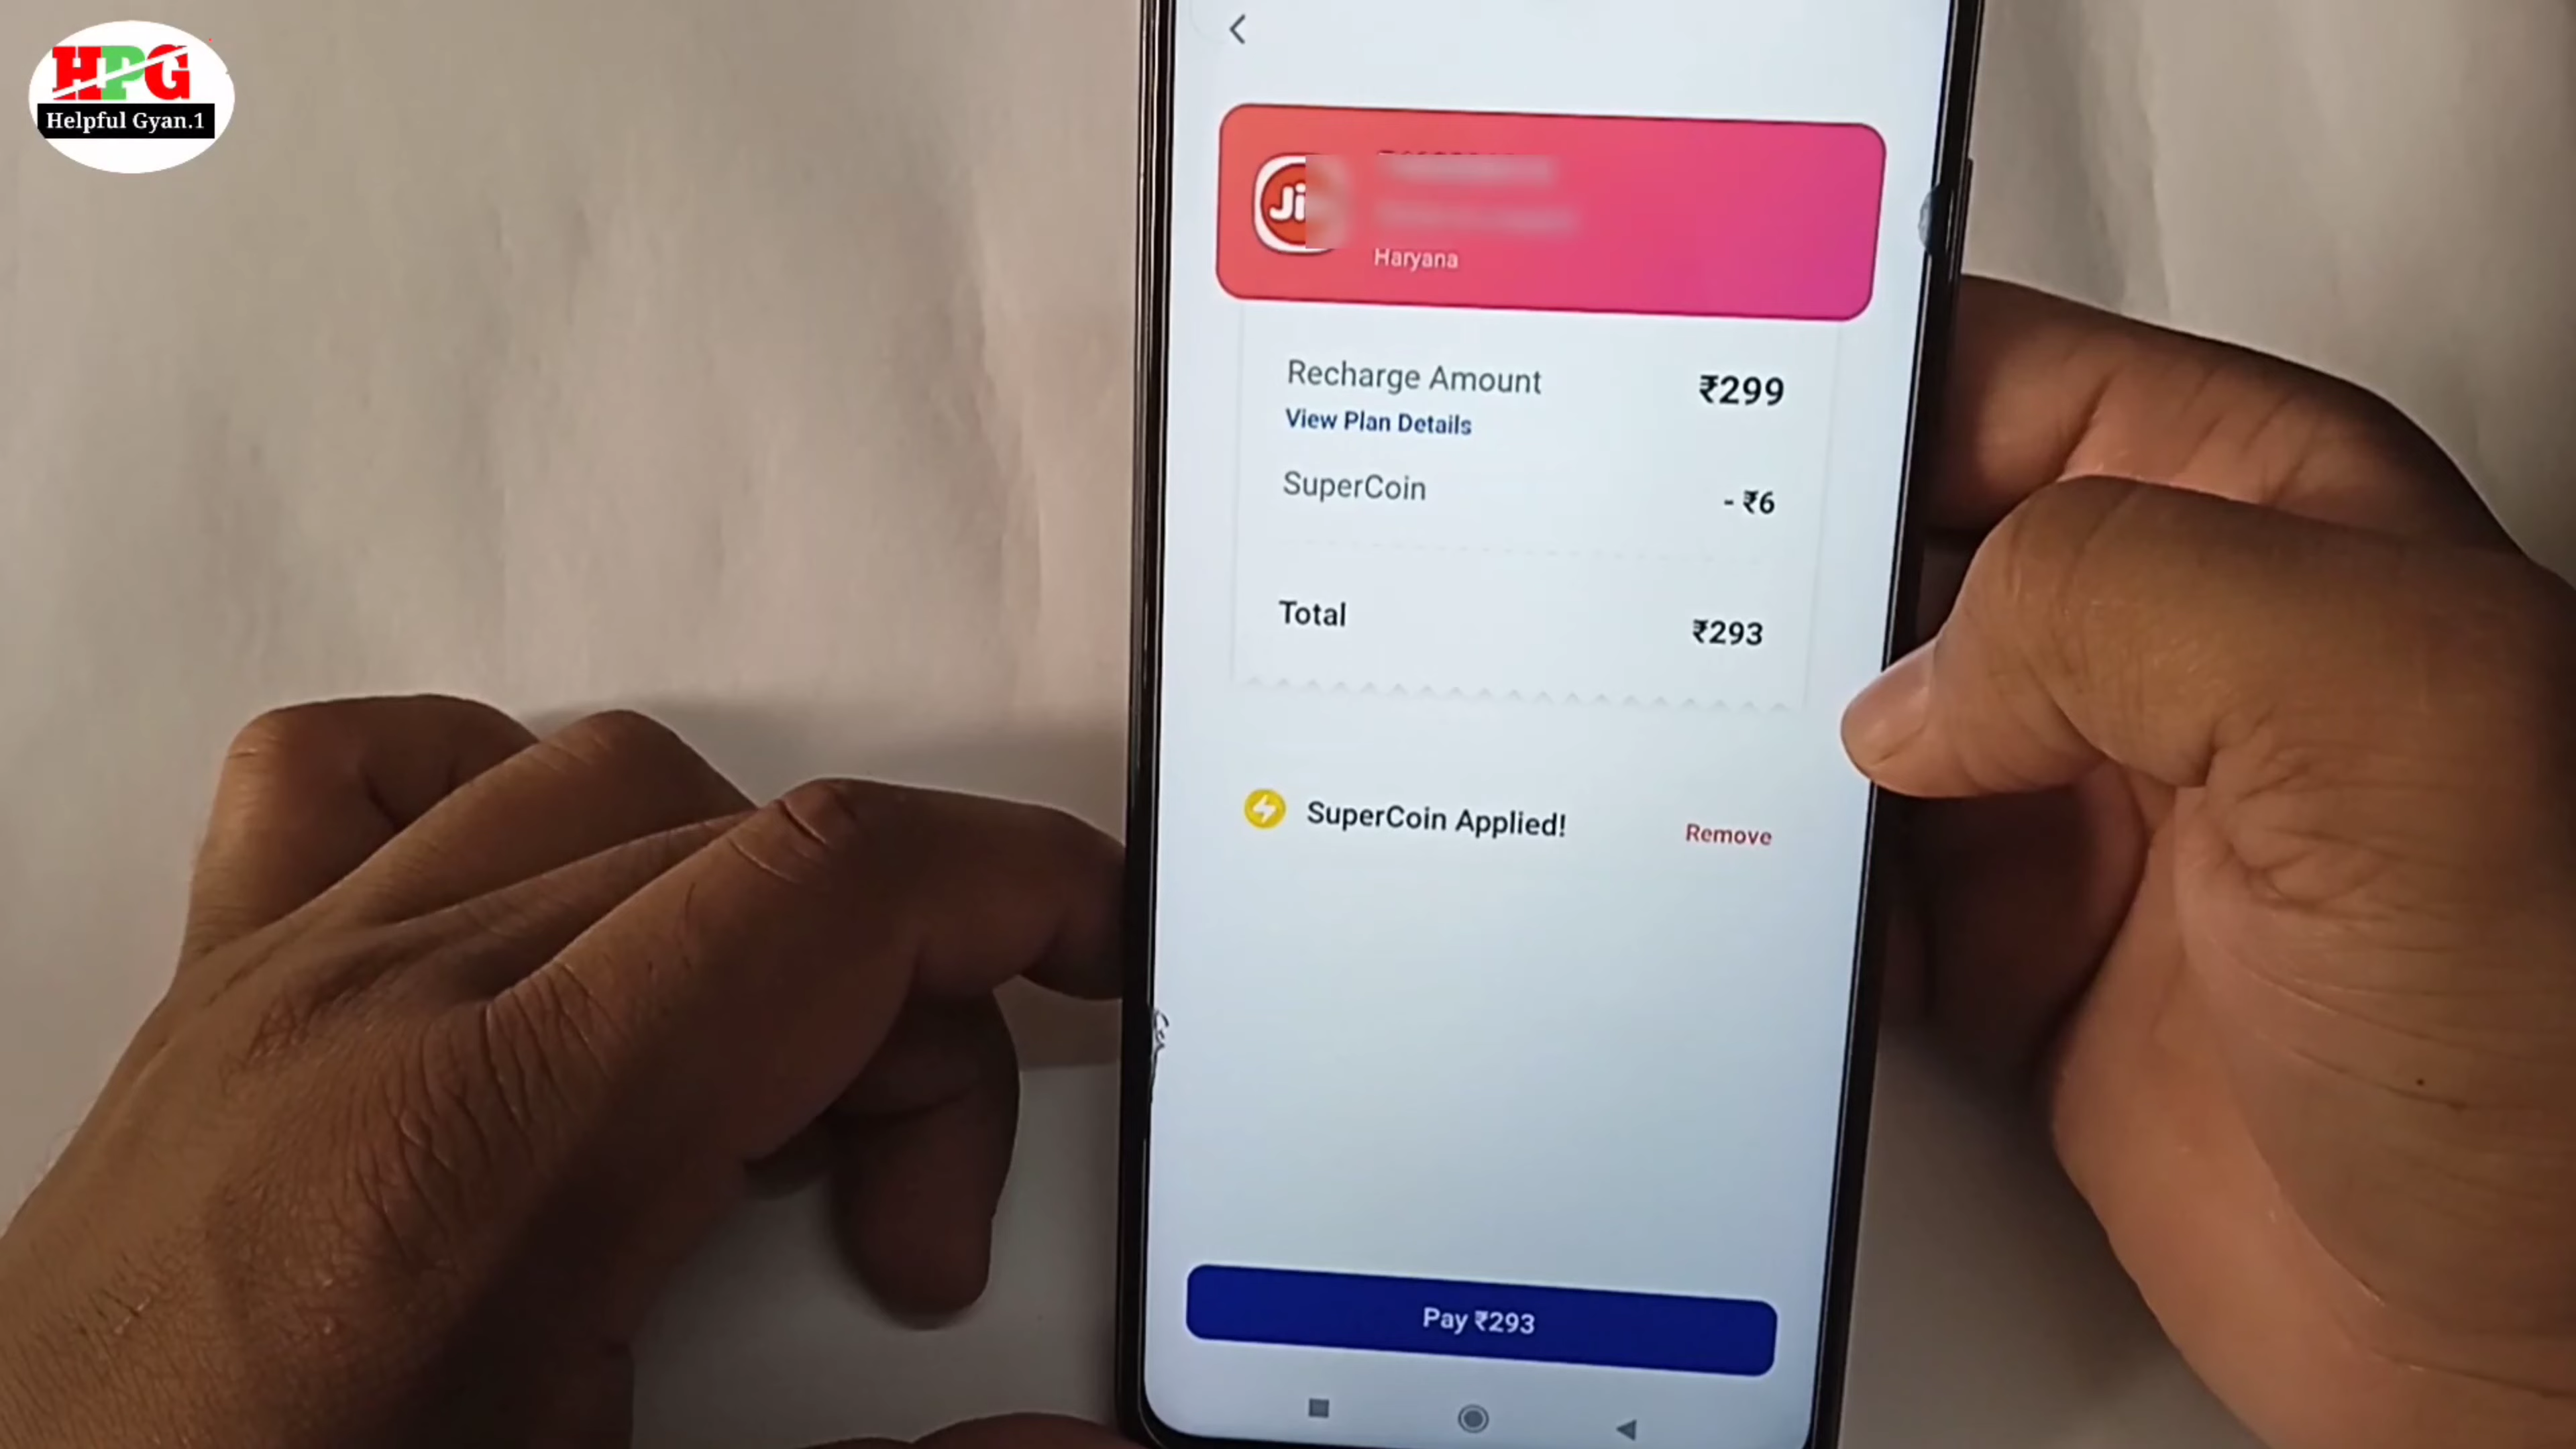 HPG
Helpful Gyan.1
Haryana
Recharge Amount ₹299
View Plan Details
SuperCoin - ₹6
Total ₹293
SuperCoin Applied! Remove
Pay ₹293